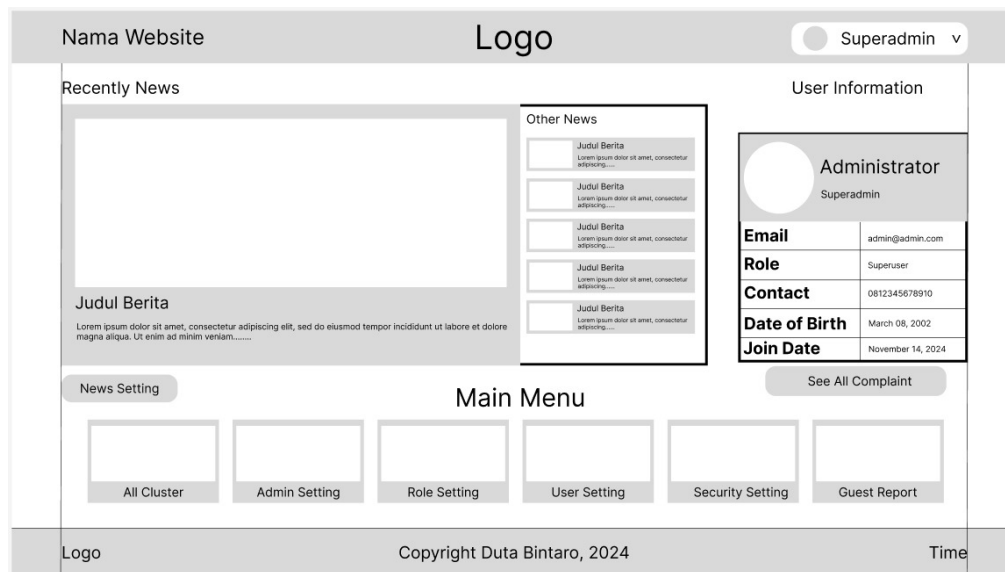 Nama Website
Logo
Superadmin
v
Recently News
User Information
Judul Berita
Lorem ipsum dolor sit amet, consectetur adipiscing elit, sed do eiusmod tempor incididunt ut labore et dolore
magna aliqua. Ut enim ad minim veniam........
Other News
Judul Berita
Lorem ipsum dolor sit amet, consectetur
adipiscing.....
Judul Berita
Lorem ipsum dolor sit amet, consectetur
adipiscing.....
Judul Berita
Lorem ipsum dolor sit amet, consectetur
adipiscing.....
Judul Berita
Lorem ipsum dolor sit amet, consectetur
adipiscing.....
Judul Berita
Lorem ipsum dolor sit amet, consectetur
adipiscing.....
Administrator
Superadmin
Email admin@admin.com
Role Superuser
Contact 0812345678910
Date of Birth March 08, 2002
Join Date November 14, 2024
News Setting
See All Complaint
Main Menu
All Cluster
Admin Setting
Role Setting
User Setting
Security Setting
Guest Report
Logo
Copyright Duta Bintaro, 2024
Time